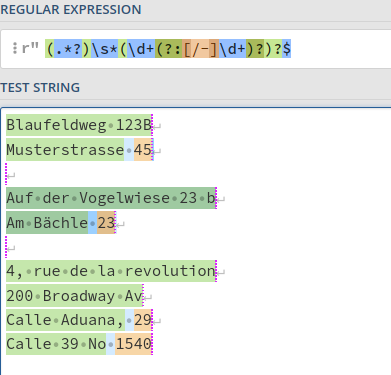 REGULAR EXPRESSION
r" (.*?)\s*(\d+(?:[/-]\d+)?)?$
TEST STRING
Blaufeldweg 123B
Musterstrasse 45
Auf der Vogelwiese 23 b
Am Bächle 23
4, rue de la revolution
200 Broadway Av
Calle Aduana, 29
Calle 39 No 1540